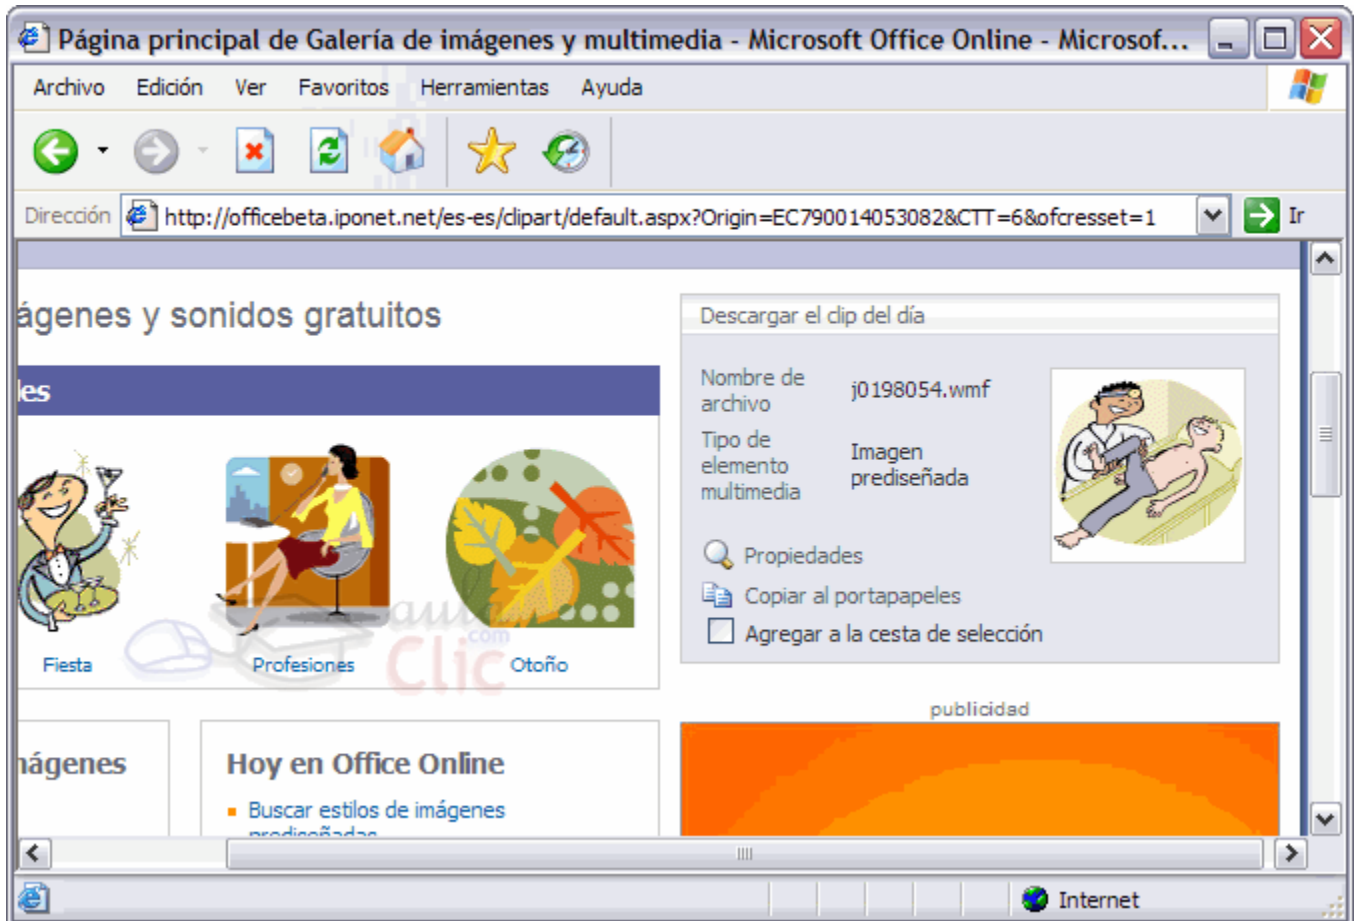 Página principal de Galería de imágenes y multimedia - Microsoft Office Online - Microsof...
Archivo Edición Ver Favoritos Herramientas Ayuda
Dirección http://officebeta.iponet.net/es-es/clipart/default.aspx?Origin=EC790014053082&CTT=6&ofcresset=1 Ir
ágenes y sonidos gratuitos
les
Fiesta Profesiones Otoño
aula
Clic
.com
Descargar el clip del día
Nombre de
archivo
j0198054.wmf
Tipo de
elemento
multimedia
Imagen
prediseñada
Propiedades
Copiar al portapapeles
Agregar a la cesta de selección
publicidad
nágenes
Hoy en Office Online
Buscar estilos de imágenes
prediseñadas
Internet